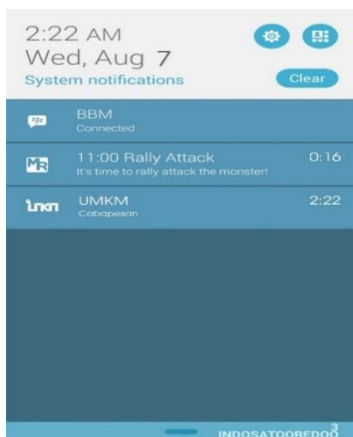 2:22 AM
Wed, Aug 7
System notifications
Clear
BBM
Connected
MR
11:00 Rally Attack
0:16
It's time to rally attack the monster!
UMKM
2:22
Cobapesan
3
INDOSATOOREDOO